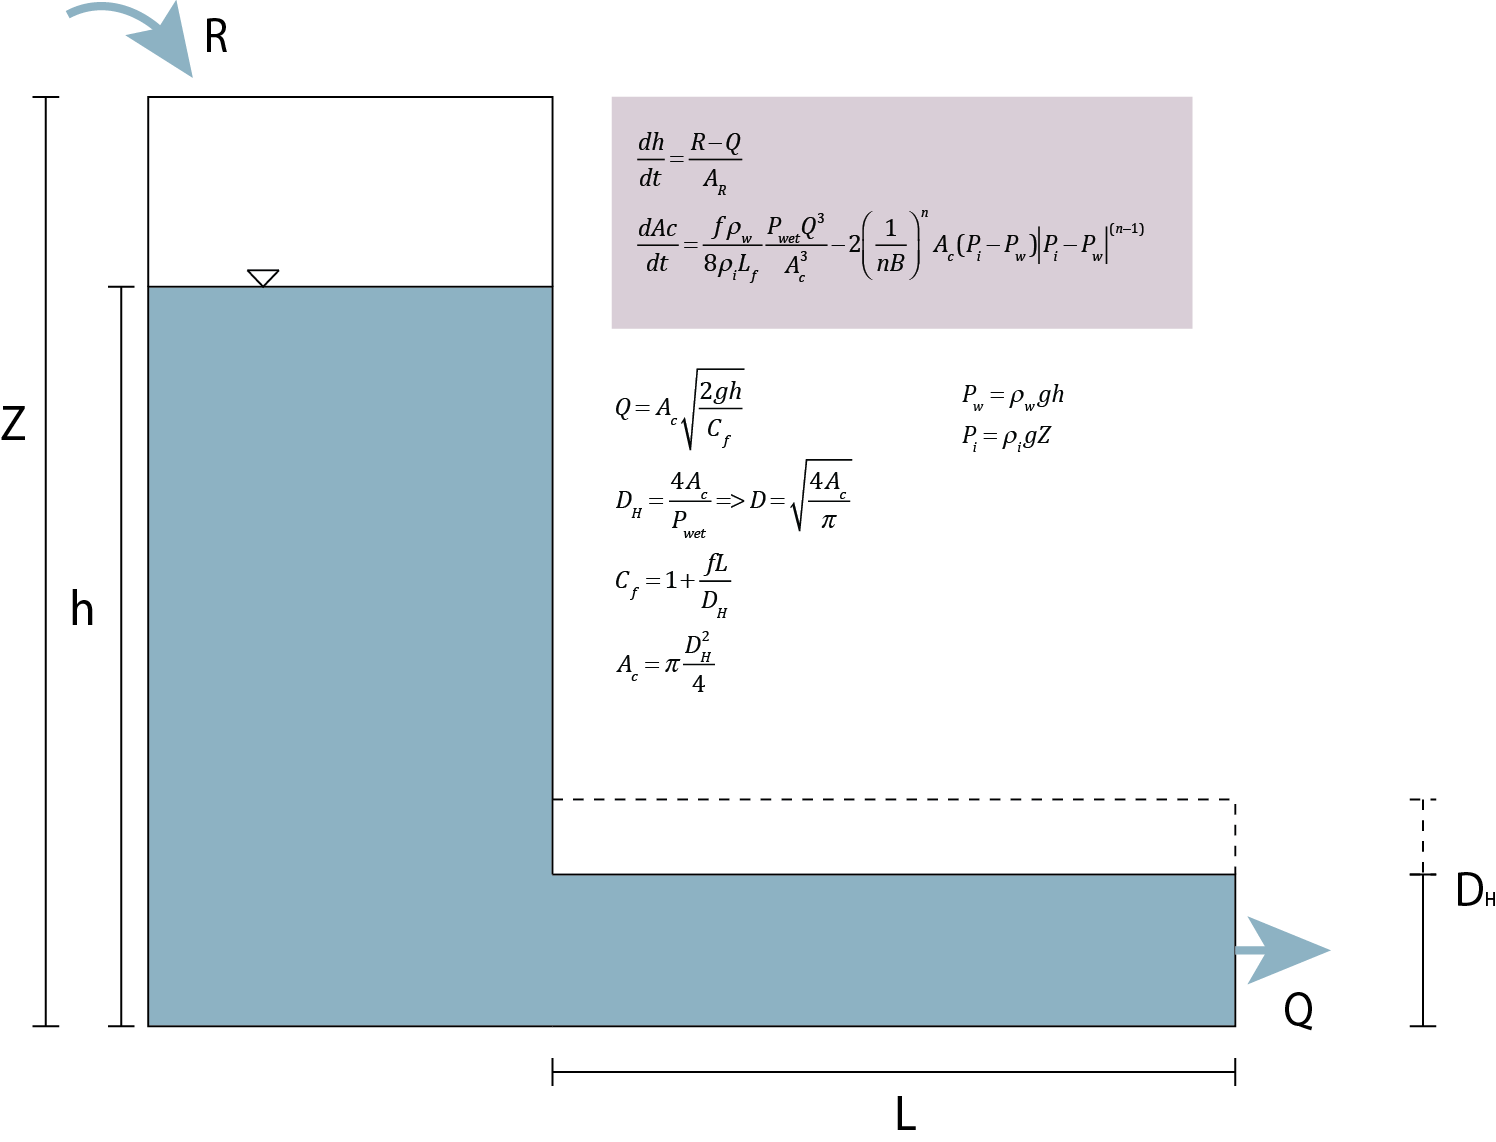 R
Z
h
dh/dt = (R−Q)/A_R
dAc/dt = (fρ_w/8ρ_iL_f) (P_wetQ^3/A_c^3) − 2(1/nB)^n A_c(P_i−P_w)|P_i−P_w|^(n−1)
Q = A_c√(2gh/C_f)
P_w = ρ_wgh
P_i = ρ_igZ
D_H = 4A_c/P_wet => D = √(4A_c/π)
C_f = 1+ fL/D_H
A_c = π D_H^2/4
D_H
Q
L